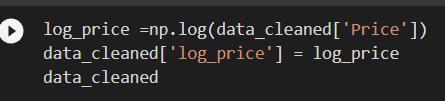 log_price =np.log(data_cleaned['Price'])
data_cleaned['log_price'] = log_price
data_cleaned